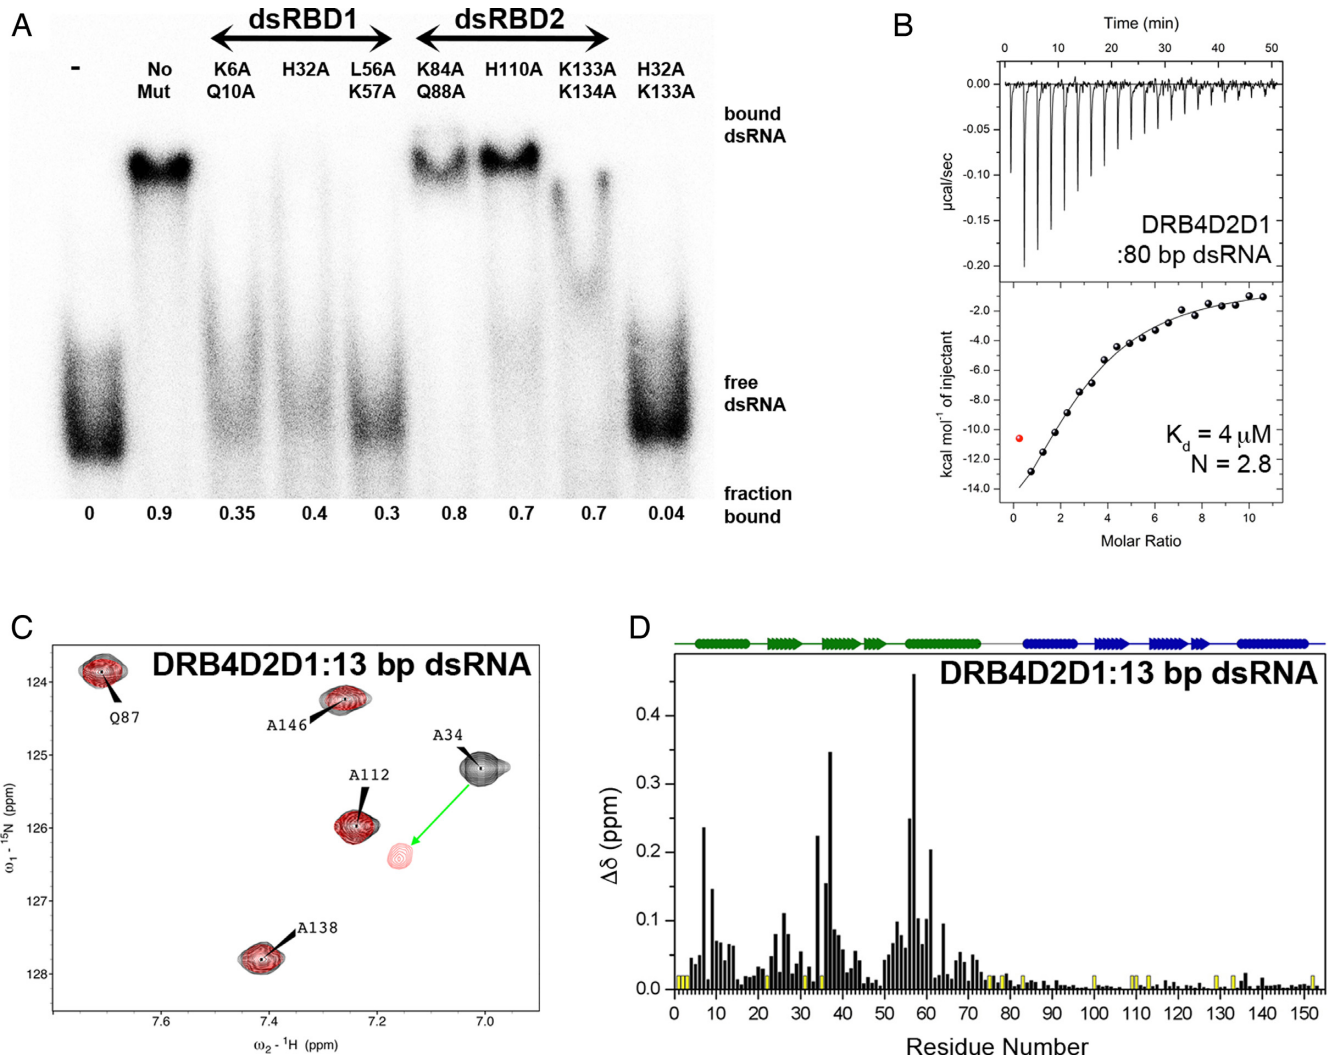 A
dsRBD1
dsRBD2
- No K6A H32A L56A K84A H110A K133A H32A
Mut Q10A K57A Q88A K134A K133A
bound
dsRNA
free
dsRNA
fraction
bound
0 0.9 0.35 0.4 0.3 0.8 0.7 0.7 0.04
B
Time (min)
0 10 20 30 40 50
0.00
-0.05
-0.10
-0.15
-0.20
µcal/sec
DRB4D2D1
:80 bp dsRNA
-2.0
-4.0
-6.0
-8.0
-10.0
-12.0
-14.0
kcal mol⁻¹ of injectant
Kd = 4 µM
N = 2.8
0 2 4 6 8 10
Molar Ratio
C
DRB4D2D1:13 bp dsRNA
Q87
A146
A34
A112
A138
124
125
126
127
128
ω1 - ¹⁵N (ppm)
7.6 7.4 7.2 7.0
ω2 - ¹H (ppm)
D
DRB4D2D1:13 bp dsRNA
0.4
0.3
0.2
0.1
0.0
Δδ (ppm)
0 10 20 30 40 50 60 70 80 90 100 110 120 130 140 150
Residue Number